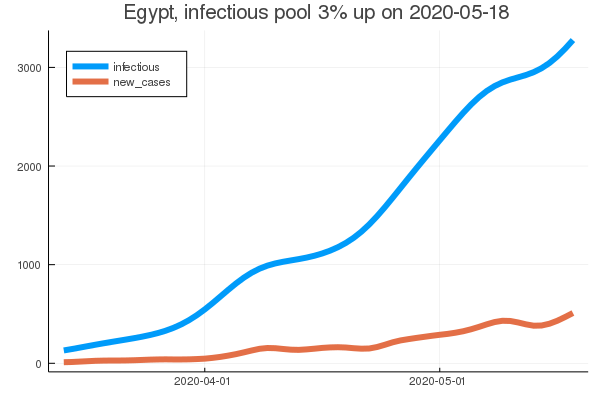 Egypt, infectious pool 3% up on 2020-05-18
infectious
new_cases
3000
2000
1000
0
2020-04-01
2020-05-01